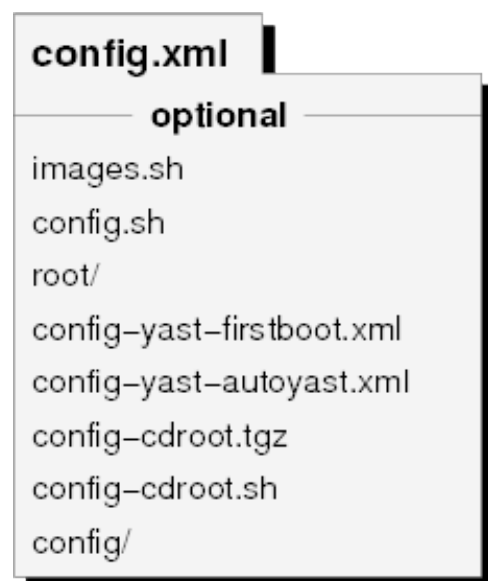 config.xml
optional
images.sh
config.sh
root/
config-yast-firstboot.xml
config-yast-autoyast.xml
config-cdroot.tgz
config-cdroot.sh
config/